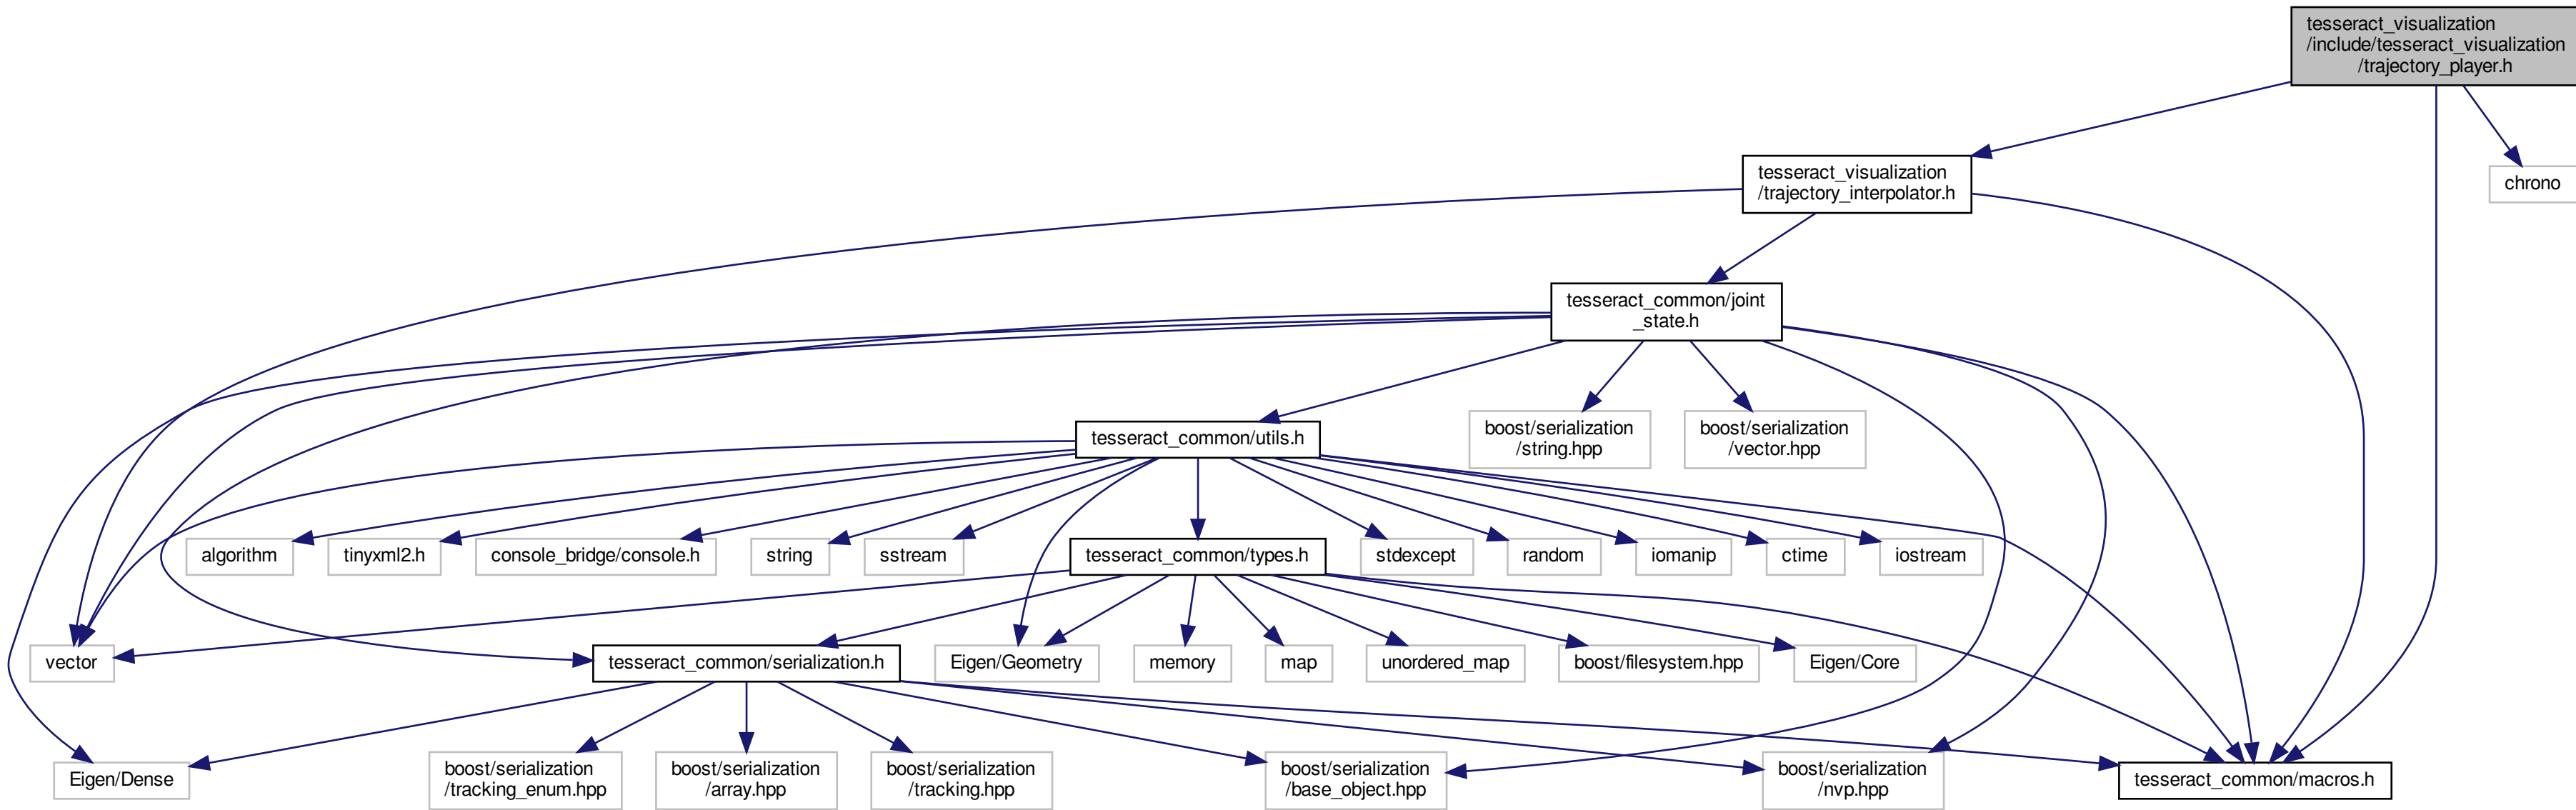 tesseract_visualization
/include/tesseract_visualization
/trajectory_player.h
tesseract_visualization
/trajectory_interpolator.h
chrono
tesseract_common/joint
_state.h
tesseract_common/utils.h
boost/serialization
/string.hpp
boost/serialization
/vector.hpp
algorithm
tinyxml2.h
console_bridge/console.h
string
sstream
tesseract_common/types.h
stdexcept
random
iomanip
ctime
iostream
vector
tesseract_common/serialization.h
Eigen/Geometry
memory
map
unordered_map
boost/filesystem.hpp
Eigen/Core
Eigen/Dense
boost/serialization
/tracking_enum.hpp
boost/serialization
/array.hpp
boost/serialization
/tracking.hpp
boost/serialization
/base_object.hpp
boost/serialization
/nvp.hpp
tesseract_common/macros.h